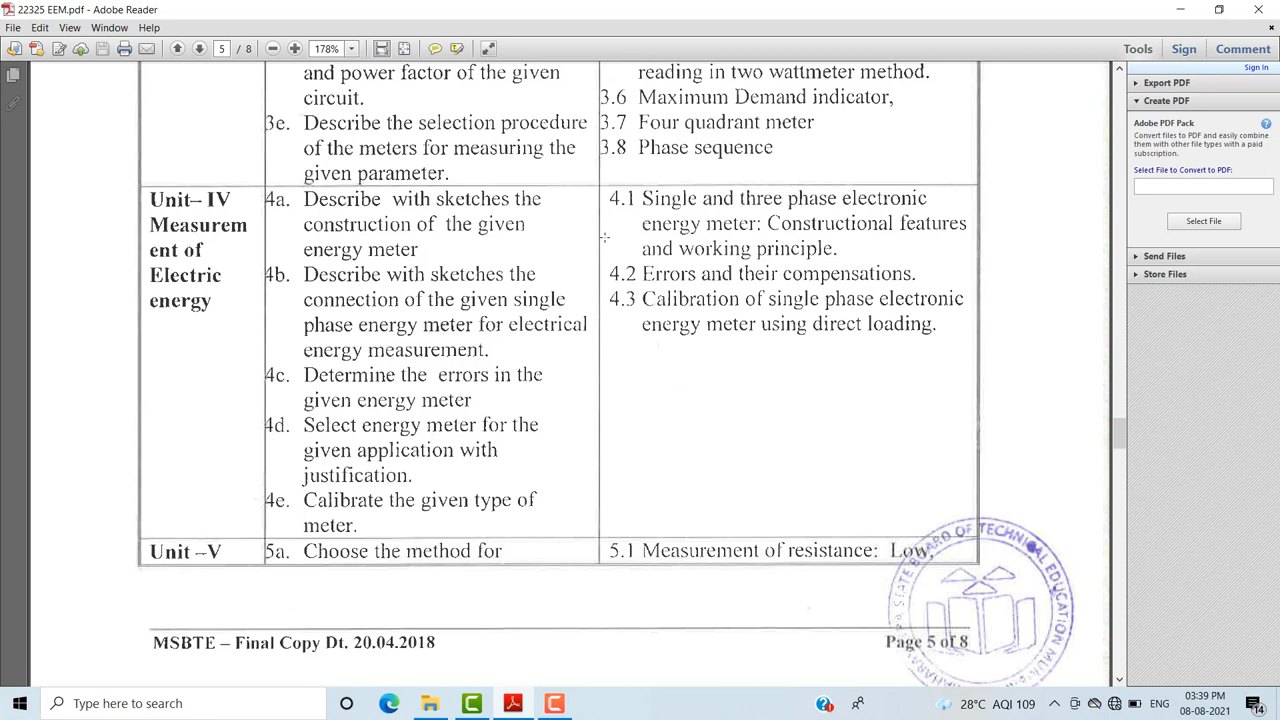 22325 EEM.pdf - Adobe Reader
File Edit View Window Help
5 / 8 178% Tools Sign Comment
Sign In
Export PDF
Create PDF
Adobe PDF Pack
Convert files to PDF and easily combine
them with other file types with a paid
subscription.
Select File to Convert to PDF:
Select File
Send Files
Store Files
and power factor of the given
circuit.
3e. Describe the selection procedure
of the meters for measuring the
given parameter.
reading in two wattmeter method.
3.6 Maximum Demand indicator,
3.7 Four quadrant meter
3.8 Phase sequence
Unit– IV
Measurem
ent of
Electric
energy
4a. Describe with sketches the
construction of the given
energy meter
4b. Describe with sketches the
connection of the given single
phase energy meter for electrical
energy measurement.
4c. Determine the errors in the
given energy meter
4d. Select energy meter for the
given application with
justification.
4e. Calibrate the given type of
meter.
4.1 Single and three phase electronic
energy meter: Constructional features
and working principle.
4.2 Errors and their compensations.
4.3 Calibration of single phase electronic
energy meter using direct loading.
Unit –V
5a. Choose the method for
5.1 Measurement of resistance: Low,
STATE BOARD OF TECHNICAL EDUCATION
MSBTE – Final Copy Dt. 20.04.2018
Page 5 of 8
Type here to search
28°C AQI 109
ENG
03:39 PM
08-08-2021
14